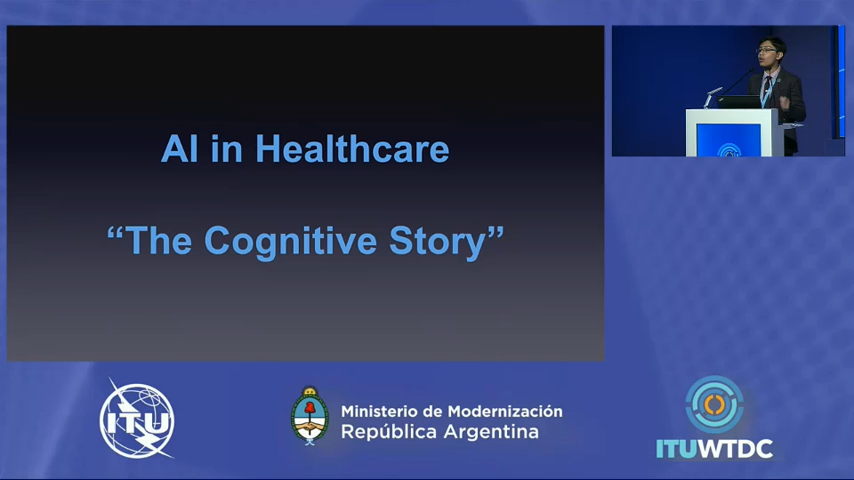 AI in Healthcare
“The Cognitive Story”
ITU
Ministerio de Modernización
República Argentina
ITUWTDC